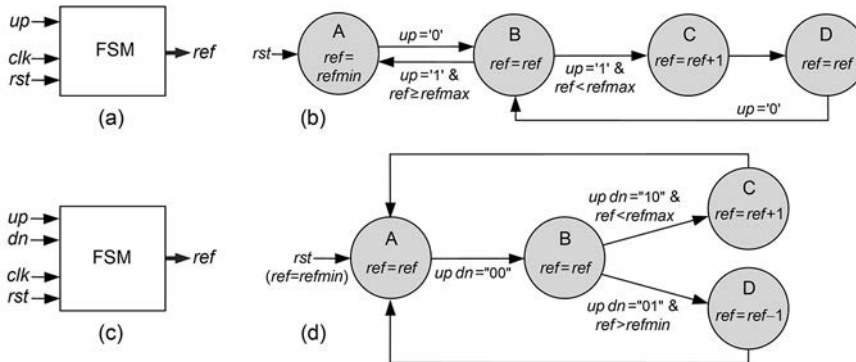 up
clk
rst
FSM
ref
(a)
rst
A
ref=
refmin
up='0'
up='1' &
ref≥refmax
B
ref=ref
up='1' &
ref<refmax
C
ref=ref+1
D
ref=ref
up='0'
(b)
up
dn
clk
rst
FSM
ref
(c)
rst
(ref=refmin)
A
ref=ref
up dn="00"
B
ref=ref
up dn="10" &
ref<refmax
C
ref=ref+1
up dn="01" &
ref>refmin
D
ref=ref−1
(d)